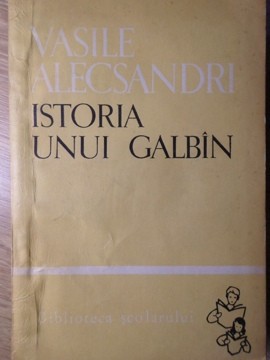 VASILE
ALECSANDRI
ISTORIA
UNUI GALBÎN
Biblioteca școlarului